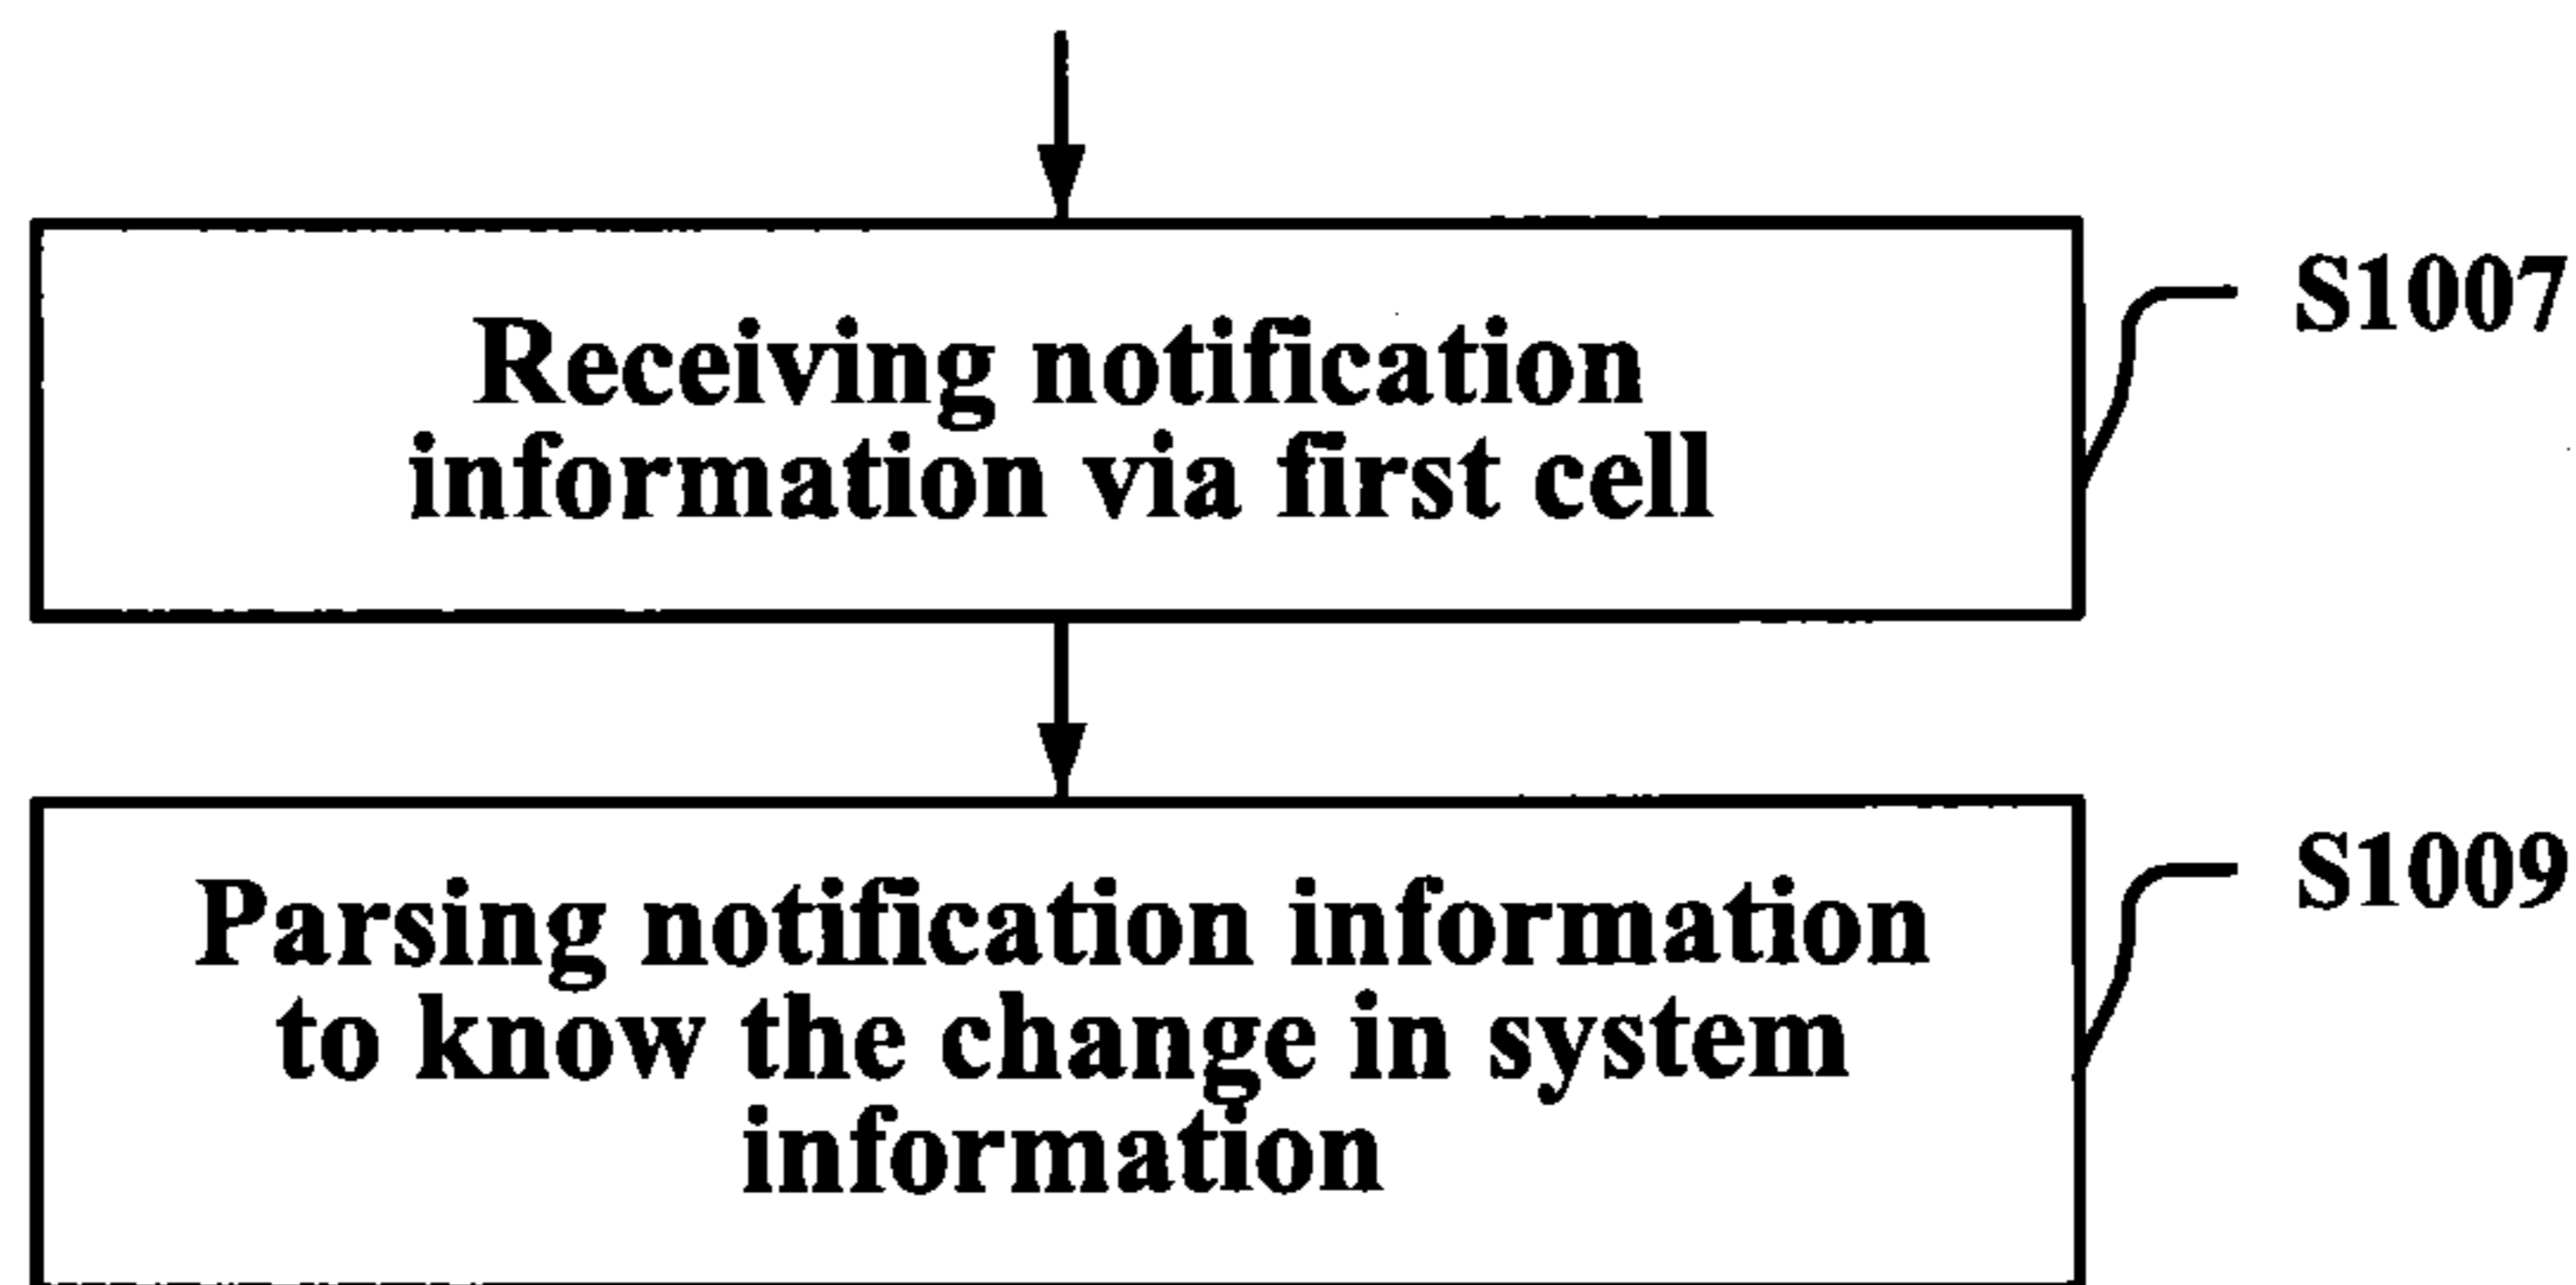 S1007
Receiving notification
information via first cell
S1009
Parsing notification information
to know the change in system
information